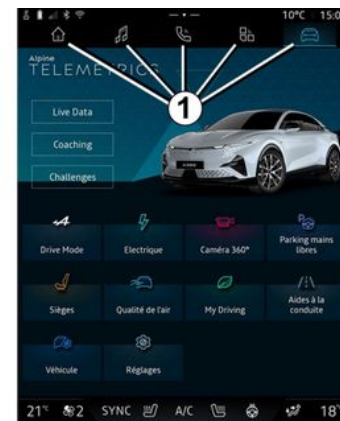 10°C 15:0
Alpine
TELEMETRICS
1
Live Data
Coaching
Challenges
Drive Mode
Electrique
Caméra 360°
Parking mains
libres
Sièges
Qualité de l'air
My Driving
Aides à la
conduite
Véhicule
Réglages
21°C 2 SYNC A/C 18°